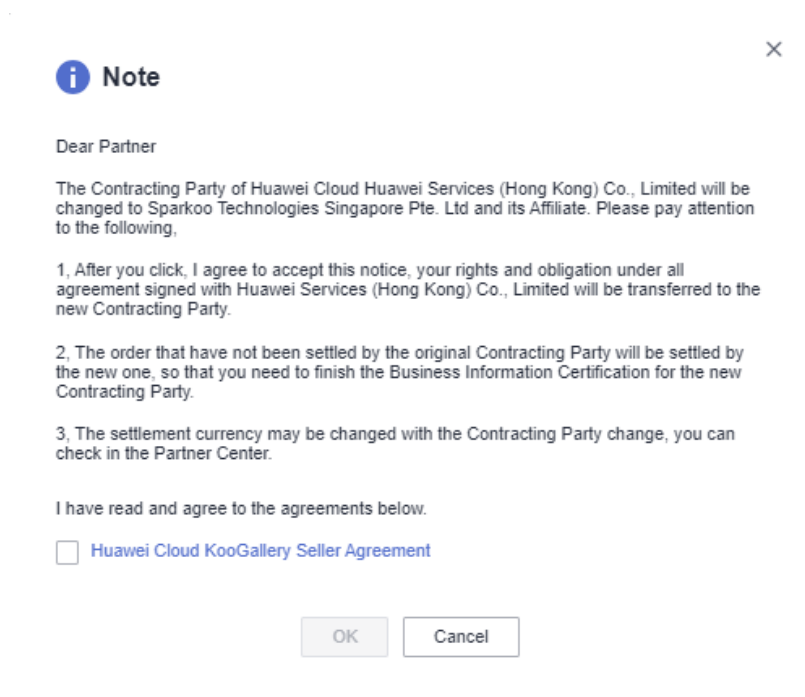 Note
Dear Partner
The Contracting Party of Huawei Cloud Huawei Services (Hong Kong) Co., Limited will be
changed to Sparkoo Technologies Singapore Pte. Ltd and its Affiliate. Please pay attention
to the following,
1, After you click, I agree to accept this notice, your rights and obligation under all
agreement signed with Huawei Services (Hong Kong) Co., Limited will be transferred to the
new Contracting Party.
2, The order that have not been settled by the original Contracting Party will be settled by
the new one, so that you need to finish the Business Information Certification for the new
Contracting Party.
3, The settlement currency may be changed with the Contracting Party change, you can
check in the Partner Center.
I have read and agree to the agreements below.
Huawei Cloud KooGallery Seller Agreement
OK Cancel